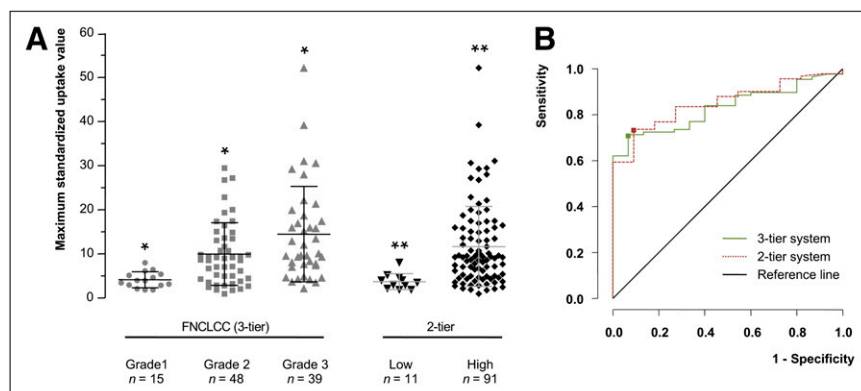 A
Maximum standardized uptake value
60
50
40
30
20
10
0
*
*
*
**
**
FNCLCC (3-tier)
2-tier
Grade1
n = 15
Grade 2
n = 48
Grade 3
n = 39
Low
n = 11
High
n = 91
B
Sensitivity
1.0
0.8
0.6
0.4
0.2
0.0
3-tier system
2-tier system
Reference line
0.0 0.2 0.4 0.6 0.8 1.0
1 - Specificity